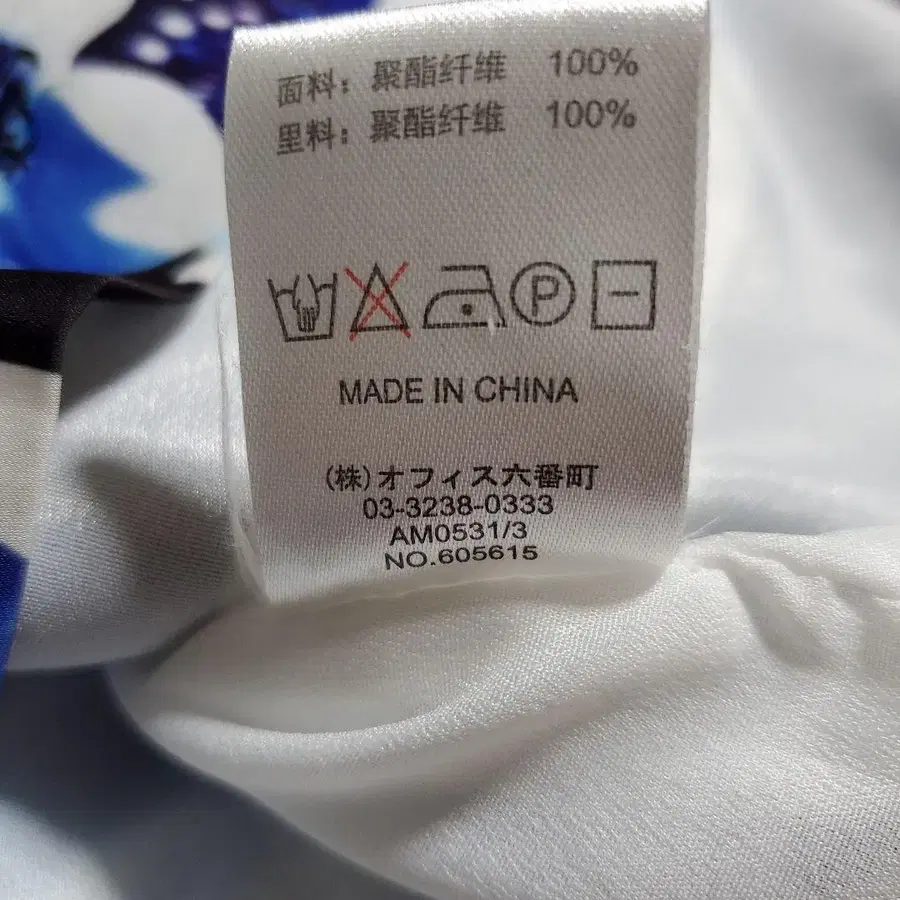 面料：聚酯纤维 100%
里料：聚酯纤维 100%
P
MADE IN CHINA
(株)オフィス六番町
03-3238-0333
AM0531/3
NO.605615